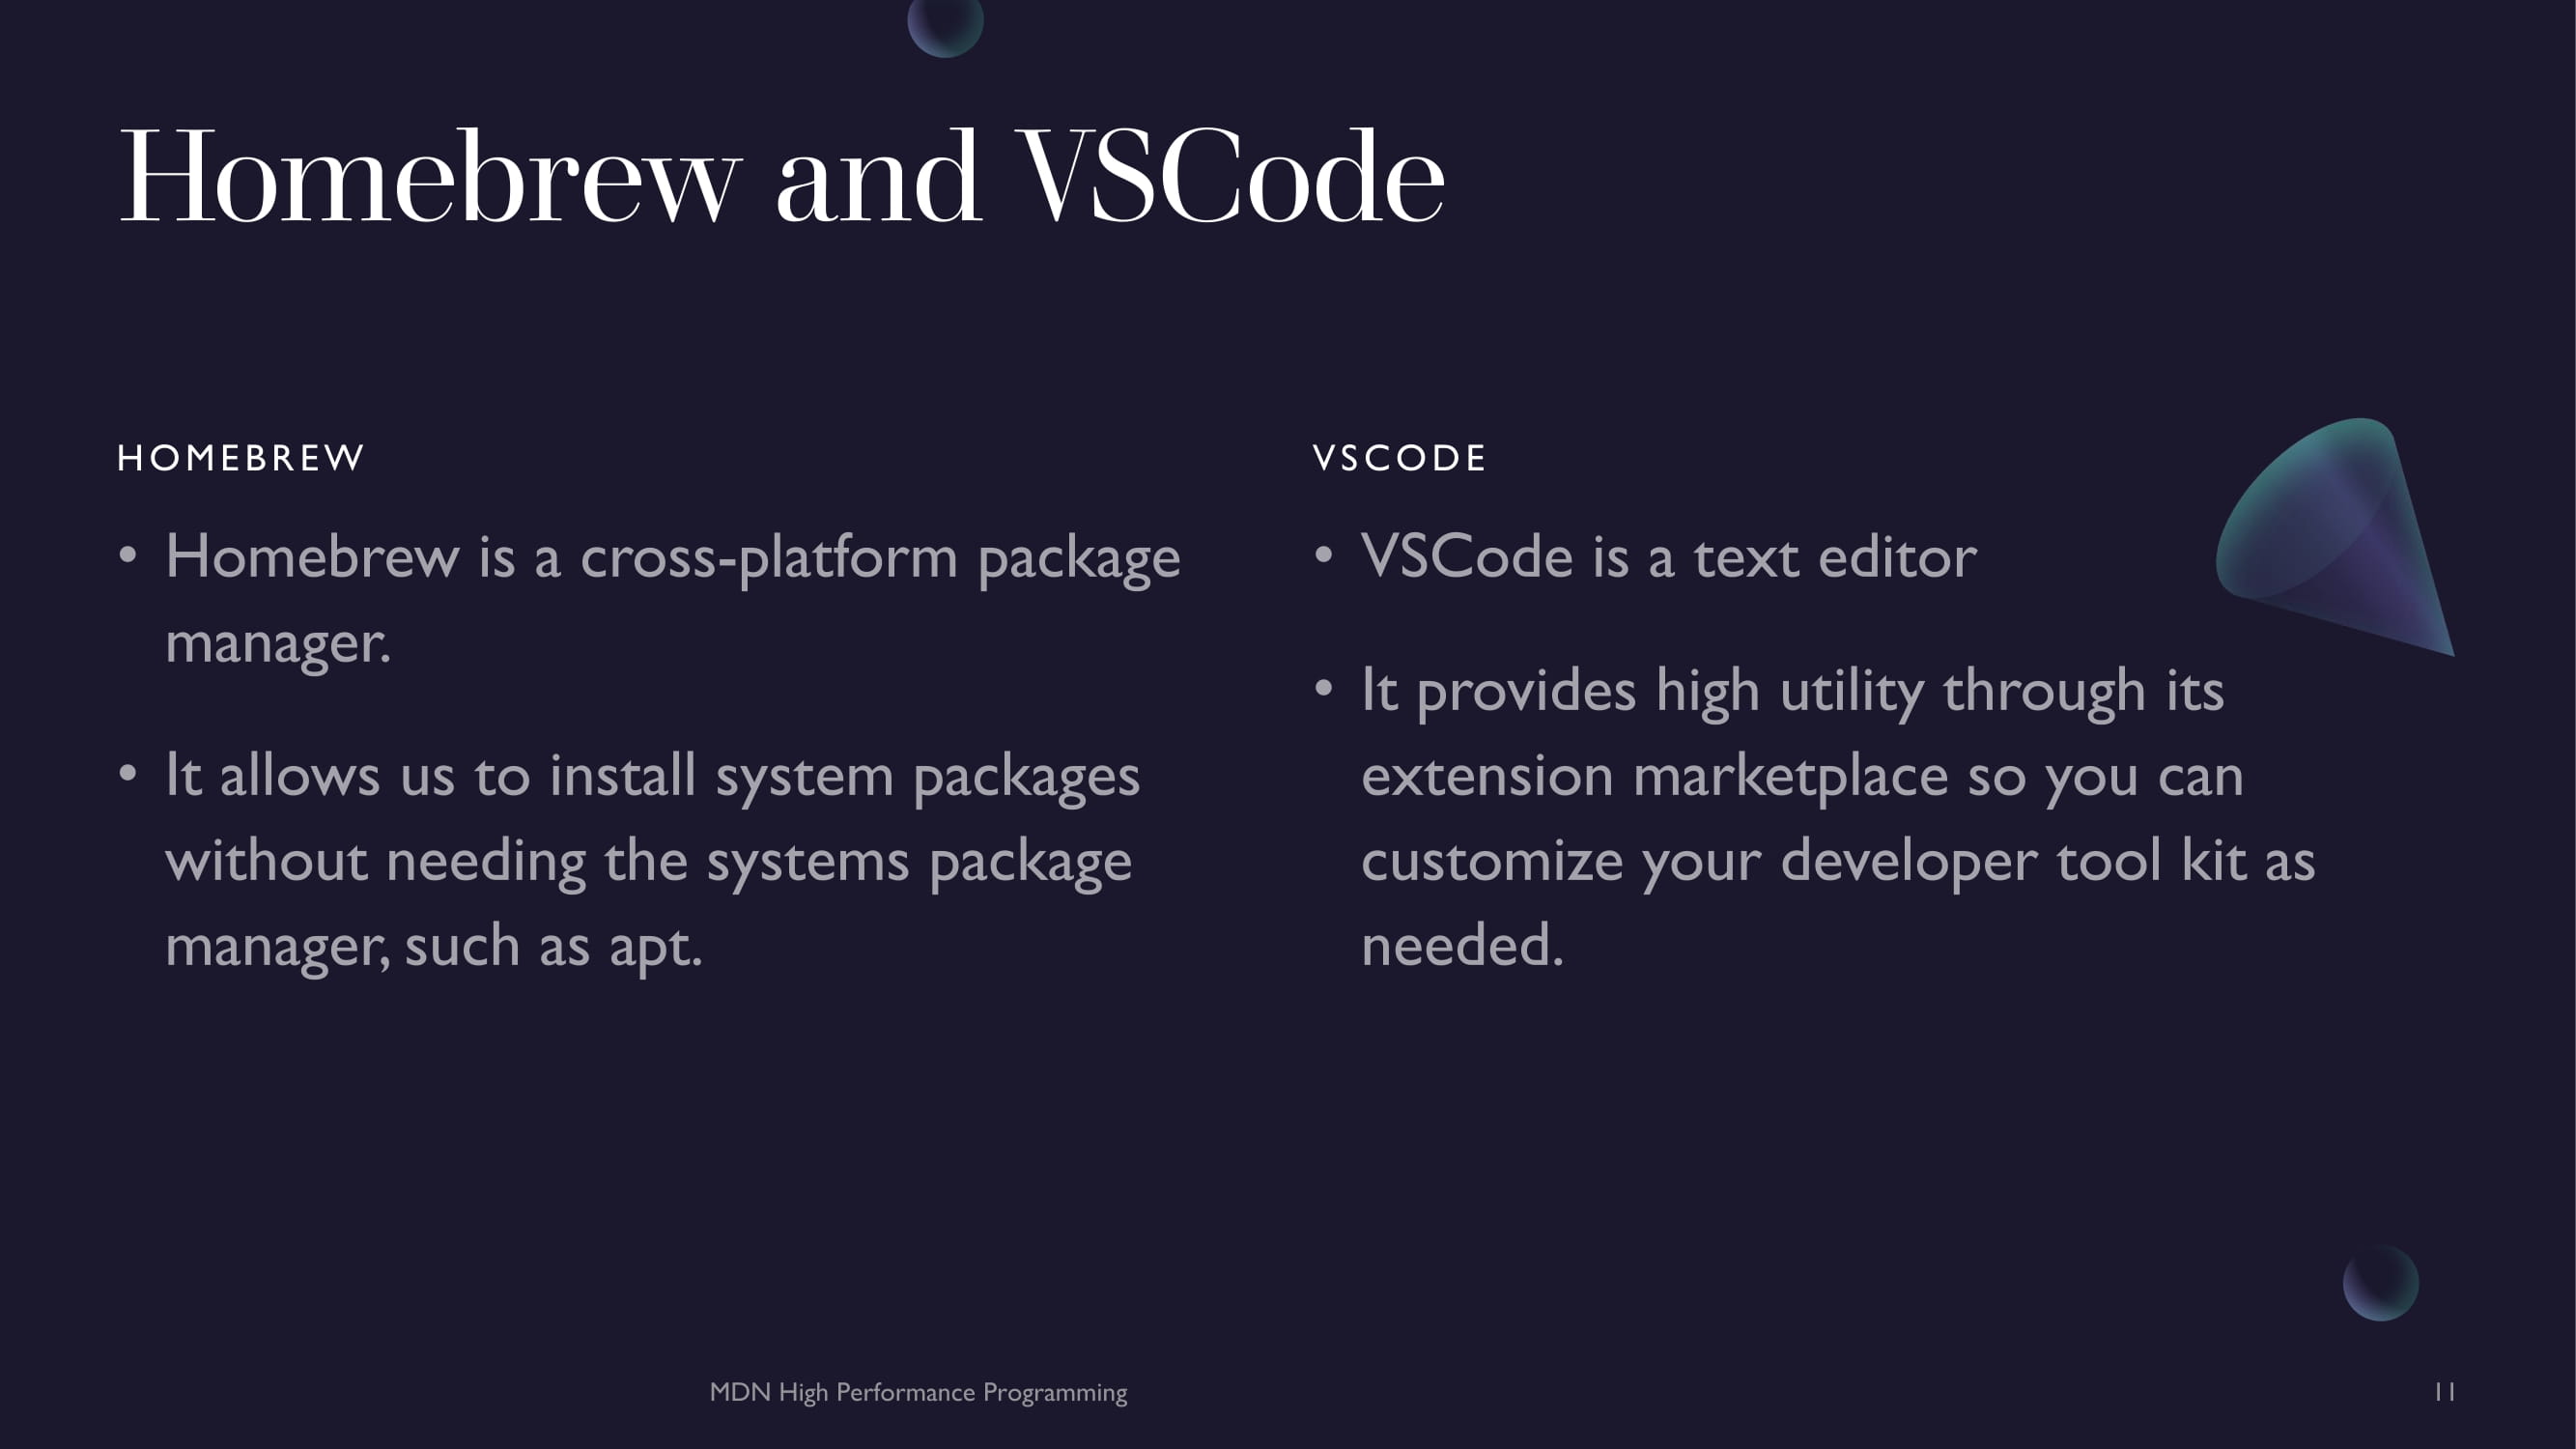 Homebrew and VSCode
HOMEBREW
• Homebrew is a cross-platform package
manager.
• It allows us to install system packages
without needing the systems package
manager, such as apt.
VSCODE
• VSCode is a text editor
• It provides high utility through its
extension marketplace so you can
customize your developer tool kit as
needed.
MDN High Performance Programming
11